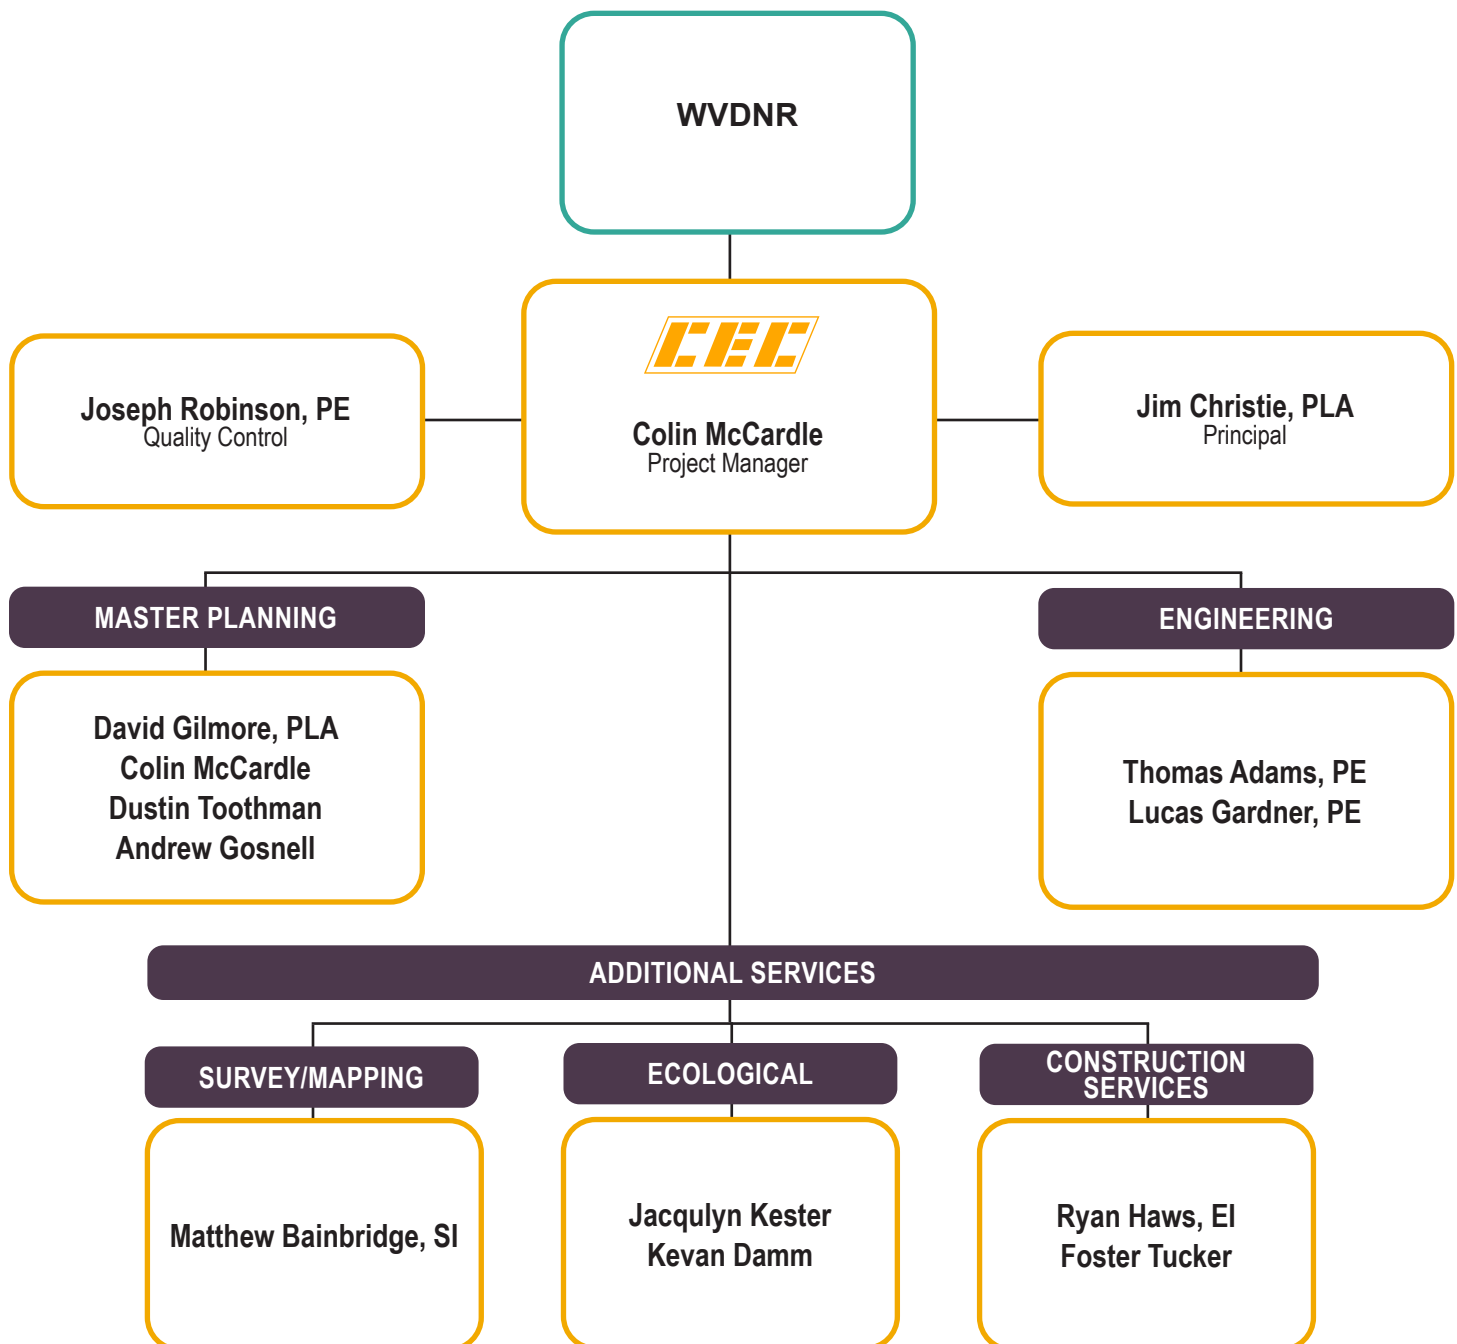 WVDNR
CEC
Joseph Robinson, PE
Quality Control
Colin McCardle
Project Manager
Jim Christie, PLA
Principal
MASTER PLANNING
ENGINEERING
David Gilmore, PLA
Colin McCardle
Dustin Toothman
Andrew Gosnell
Thomas Adams, PE
Lucas Gardner, PE
ADDITIONAL SERVICES
SURVEY/MAPPING
ECOLOGICAL
CONSTRUCTION
SERVICES
Matthew Bainbridge, SI
Jacqulyn Kester
Kevan Damm
Ryan Haws, EI
Foster Tucker